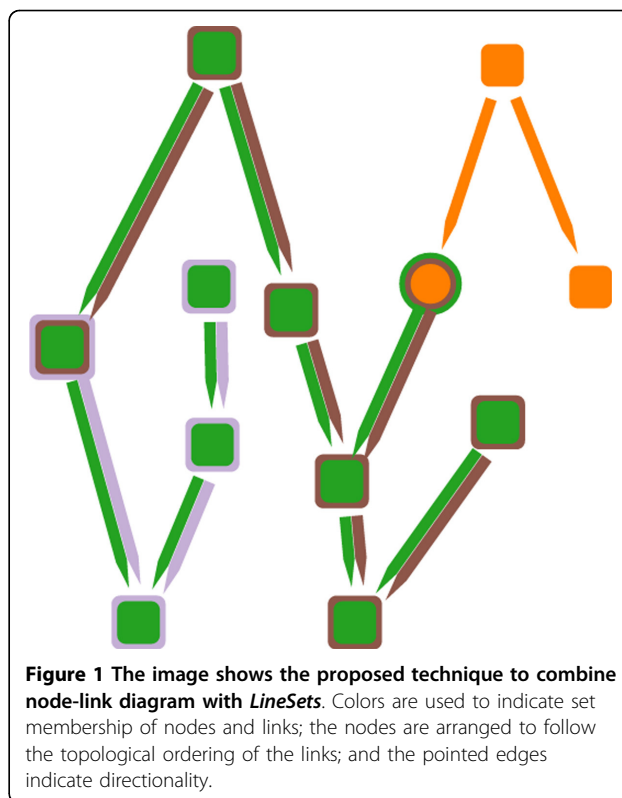 Figure 1 The image shows the proposed technique to combine
node-link diagram with LineSets. Colors are used to indicate set
membership of nodes and links; the nodes are arranged to follow
the topological ordering of the links; and the pointed edges
indicate directionality.